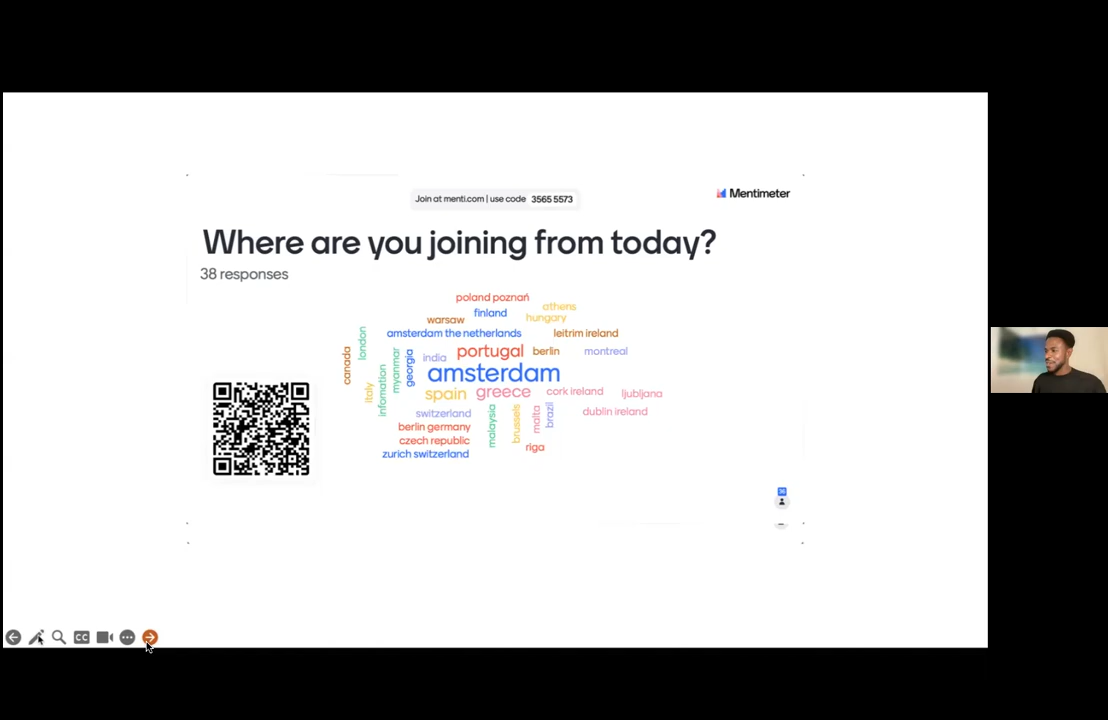 Join at menti.com | use code 3565 5573
Mentimeter
Where are you joining from today?
38 responses
poland poznań
athens
finland
hungary
warsaw
amsterdam the netherlands
leitrim ireland
london
canada
myanmar
georgia
india
portugal
berlin
montreal
amsterdam
italy
infomation
spain
greece
cork ireland
ljubljana
switzerland
malaysia
brussels
malta
brazil
dublin ireland
berlin germany
czech republic
riga
zurich switzerland
CC